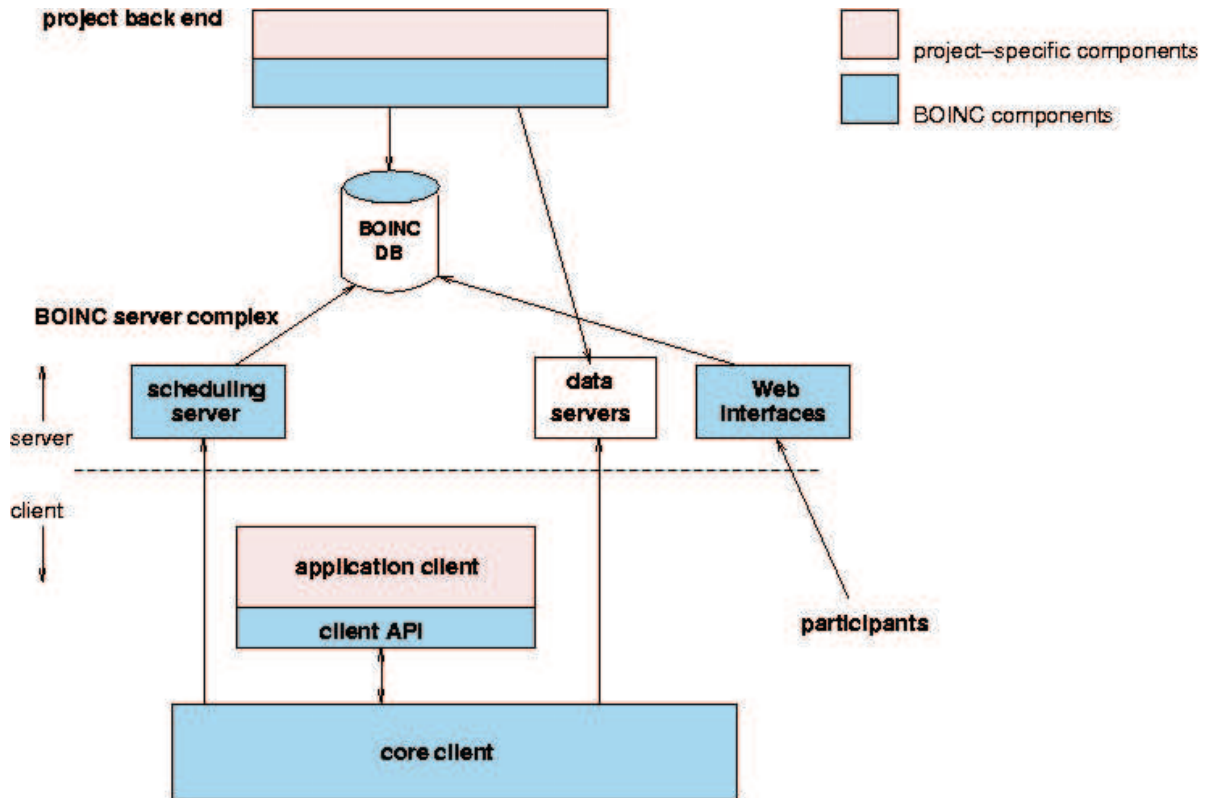 project back end
project–specific components
BOINC components
BOINC
DB
BOINC server complex
scheduling
server
data
servers
Web
Interfaces
server
client
application client
client API
participants
core client